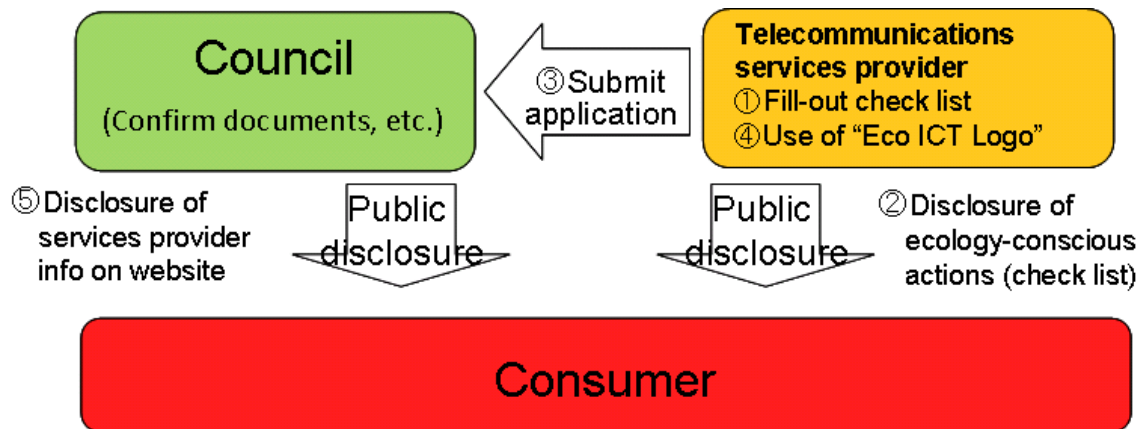 Council
(Confirm documents, etc.)
③Submit
application
Telecommunications
services provider
①Fill-out check list
④Use of “Eco ICT Logo”
⑤Disclosure of
services provider
info on website
Public
disclosure
Public
disclosure
②Disclosure of
ecology-conscious
actions (check list)
Consumer